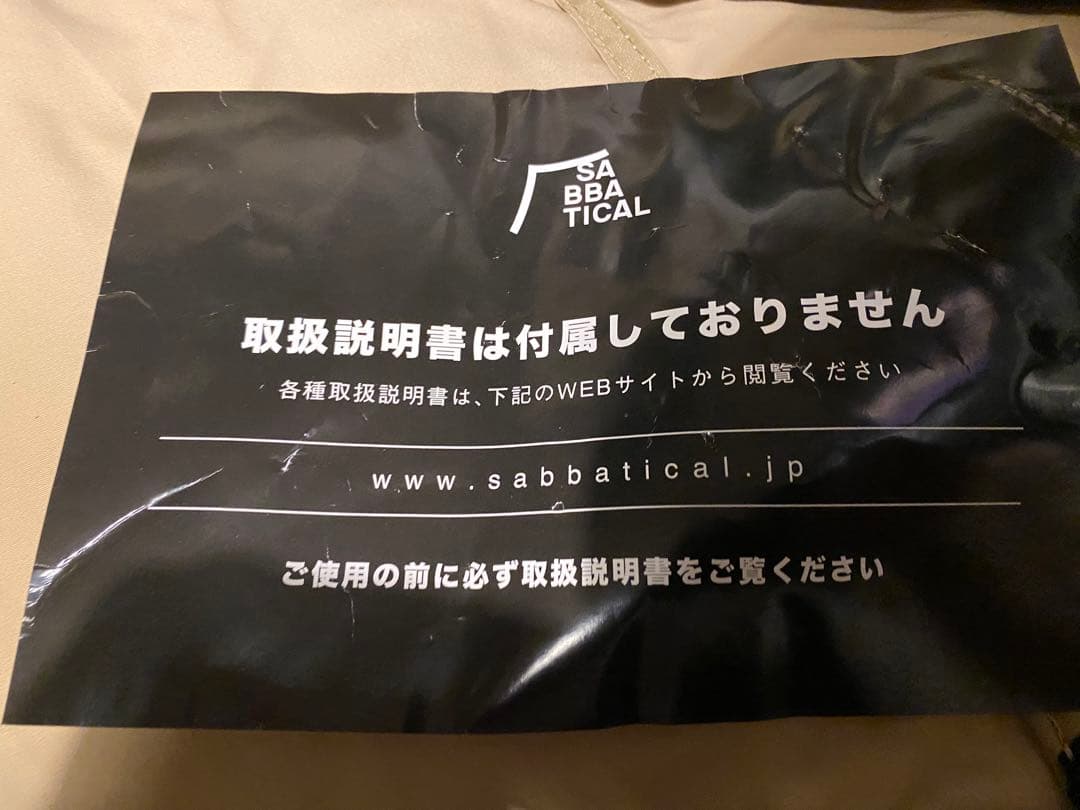 SA
BBA
TICAL
取扱説明書は付属しておりません
各種取扱説明書は、下記のWEBサイトから閲覧ください
www.sabbatical.jp
ご使用の前に必ず取扱説明書をご覧ください